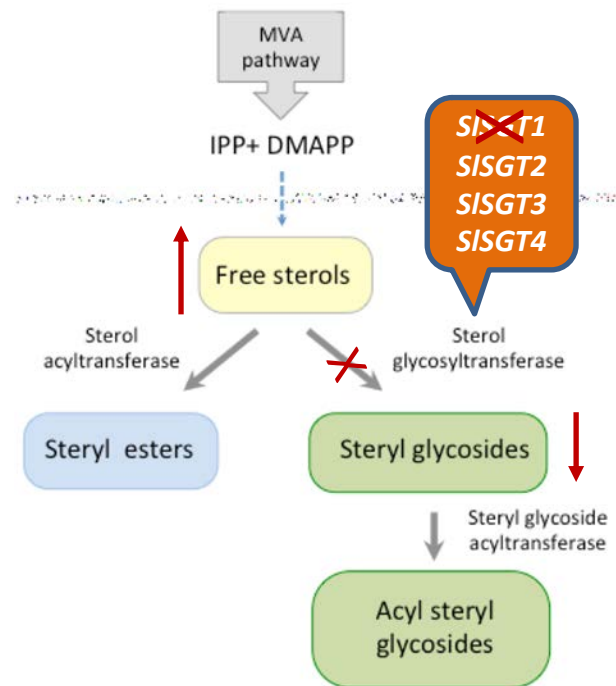 MVA
pathway
IPP+ DMAPP
SlSGT1
SlSGT2
SlSGT3
SlSGT4
Free sterols
Sterol
acyltransferase
Sterol
glycosyltransferase
Steryl esters
Steryl glycosides
Steryl glycoside
acyltransferase
Acyl steryl
glycosides